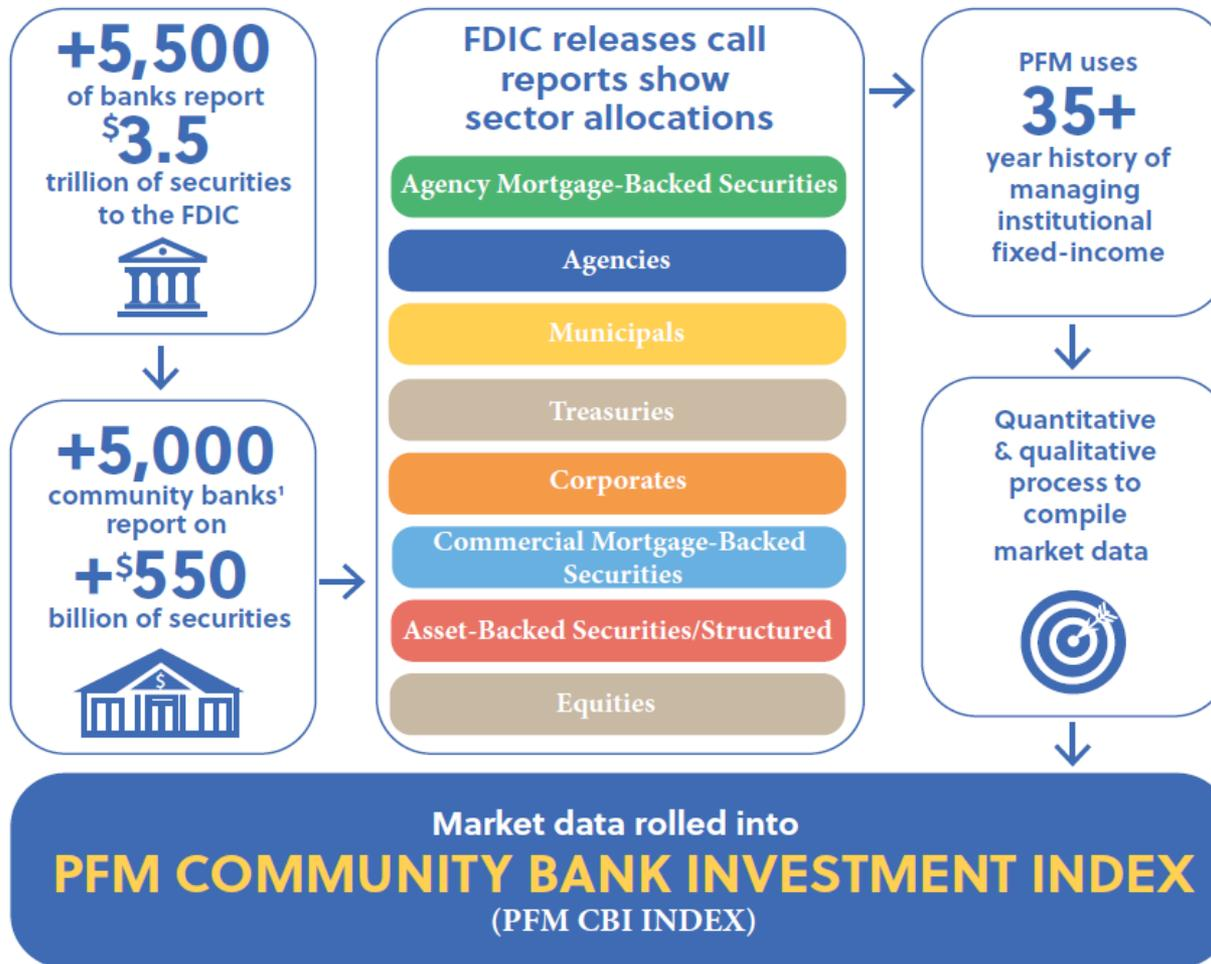 +5,500
of banks report
$3.5
trillion of securities
to the FDIC
+5,000
community banks¹
report on
+$550
billion of securities
$
FDIC releases call
reports show
sector allocations
Agency Mortgage-Backed Securities
Agencies
Municipals
Treasuries
Corporates
Commercial Mortgage-Backed
Securities
Asset-Backed Securities/Structured
Equities
PFM uses
35+
year history of
managing
institutional
fixed-income
Quantitative
& qualitative
process to
compile
market data
Market data rolled into
PFM COMMUNITY BANK INVESTMENT INDEX
(PFM CBI INDEX)